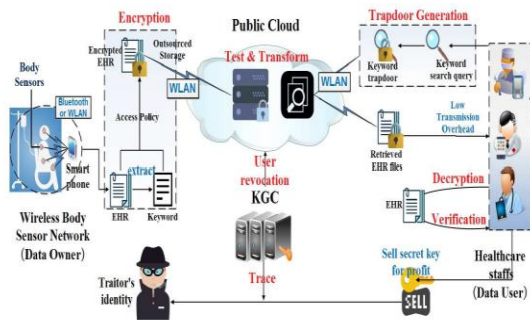 Encryption
Public Cloud
Trapdoor Generation
Body
Sensors
Encrypted
EHR
Outsourced
Storage
Test & Transform
Keyword
trapdoor
Keyword
search query
WLAN
WLAN
Bluetooth
or WLAN
Access Policy
Low
Transmission
Overhead
Smart
phone
extract
User
revocation
Retrieved
EHR files
EHR
Keyword
KGC
Decryption
EHR
Verification
Wireless Body
Sensor Network
(Data Owner)
Trace
Sell secret key
for profit
Healthcare
staffs
(Data User)
Traitor's
identity
SELL